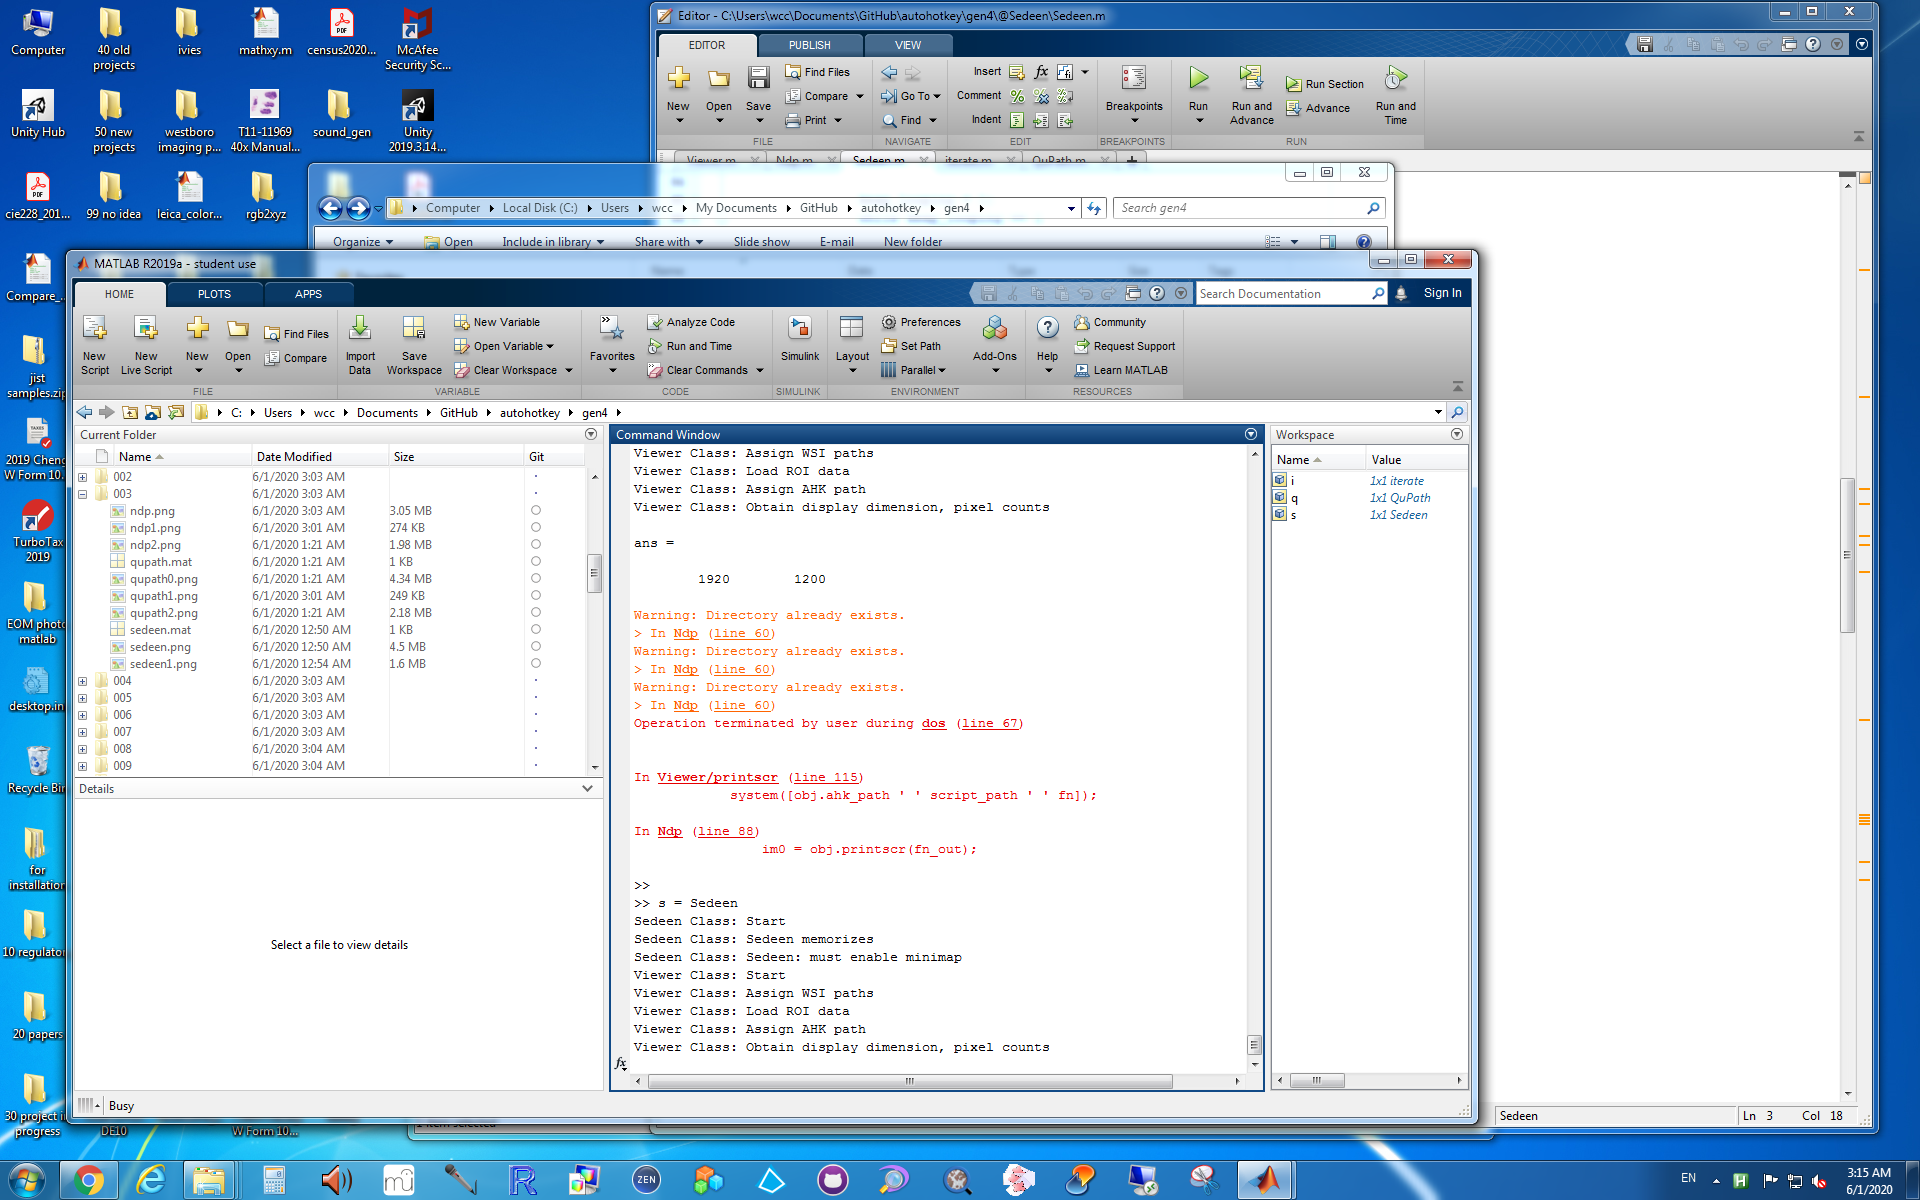 Computer
40 old
projects
ivies
mathxy.m
census2020...
McAfee
Security Sc...
Unity Hub
50 new
projects
westboro
imaging p...
T11-11969
40x Manual...
sound_gen
Unity
2019.3.14...
cie228_201...
99 no idea
leica_color...
rgb2xyz
Compare_...
jist
samples.zip
2019 Chen
W Form 10.
TurboTax
2019
EOM photo
matlab
desktop.in
Recycle Bin
for
installation
10 regulator
20 papers
30 project i
progress
DE10
W Form 10...
Editor - C:\Users\wcc\Documents\GitHub\autohotkey\gen4\@Sedeen\Sedeen.m
EDITOR PUBLISH VIEW
New Open Save Find Files Compare Print
Go To Find
Insert Comment Indent
Breakpoints
Run Run and Advance Run Section Advance Run and Time
FILE NAVIGATE EDIT BREAKPOINTS RUN
Viewer.m Ndp.m Sedeen.m iterate.m QuPath.m
Computer Local Disk (C:) Users wcc My Documents GitHub autohotkey gen4
Search gen4
Organize Open Include in library Share with Slide show E-mail New folder
MATLAB R2019a - student use
HOME PLOTS APPS
Search Documentation
Sign In
New Script New Live Script New Open Find Files Compare
Import Data Save Workspace New Variable Open Variable Clear Workspace
Favorites Analyze Code Run and Time Clear Commands
Simulink
Layout Preferences Set Path Parallel Add-Ons
Help Community Request Support Learn MATLAB
FILE VARIABLE CODE SIMULINK ENVIRONMENT RESOURCES
C: Users wcc Documents GitHub autohotkey gen4
Current Folder
Name Date Modified Size Git
002 6/1/2020 3:03 AM
003 6/1/2020 3:03 AM
ndp.png 6/1/2020 3:03 AM 3.05 MB
ndp1.png 6/1/2020 3:01 AM 274 KB
ndp2.png 6/1/2020 1:21 AM 1.98 MB
qupath.mat 6/1/2020 1:21 AM 1 KB
qupath0.png 6/1/2020 1:21 AM 4.34 MB
qupath1.png 6/1/2020 3:01 AM 249 KB
qupath2.png 6/1/2020 1:21 AM 2.18 MB
sedeen.mat 6/1/2020 12:50 AM 1 KB
sedeen.png 6/1/2020 12:50 AM 4.5 MB
sedeen1.png 6/1/2020 12:54 AM 1.6 MB
004 6/1/2020 3:03 AM
005 6/1/2020 3:03 AM
006 6/1/2020 3:03 AM
007 6/1/2020 3:03 AM
008 6/1/2020 3:04 AM
009 6/1/2020 3:04 AM
Details
Select a file to view details
Command Window
Viewer Class: Assign WSI paths
Viewer Class: Load ROI data
Viewer Class: Assign AHK path
Viewer Class: Obtain display dimension, pixel counts
ans =
1920 1200
Warning: Directory already exists.
> In Ndp (line 60)
Warning: Directory already exists.
> In Ndp (line 60)
Warning: Directory already exists.
> In Ndp (line 60)
Operation terminated by user during dos (line 67)
In Viewer/printscr (line 115)
system([obj.ahk_path ' ' script_path ' ' fn]);
In Ndp (line 88)
im0 = obj.printscr(fn_out);
>>
>> s = Sedeen
Sedeen Class: Start
Sedeen Class: Sedeen memorizes
Sedeen Class: Sedeen: must enable minimap
Viewer Class: Start
Viewer Class: Assign WSI paths
Viewer Class: Load ROI data
Viewer Class: Assign AHK path
Viewer Class: Obtain display dimension, pixel counts
fx
Workspace
Name Value
i 1x1 iterate
q 1x1 QuPath
s 1x1 Sedeen
Busy
Sedeen Ln 3 Col 18
ZEN
EN
3:15 AM
6/1/2020